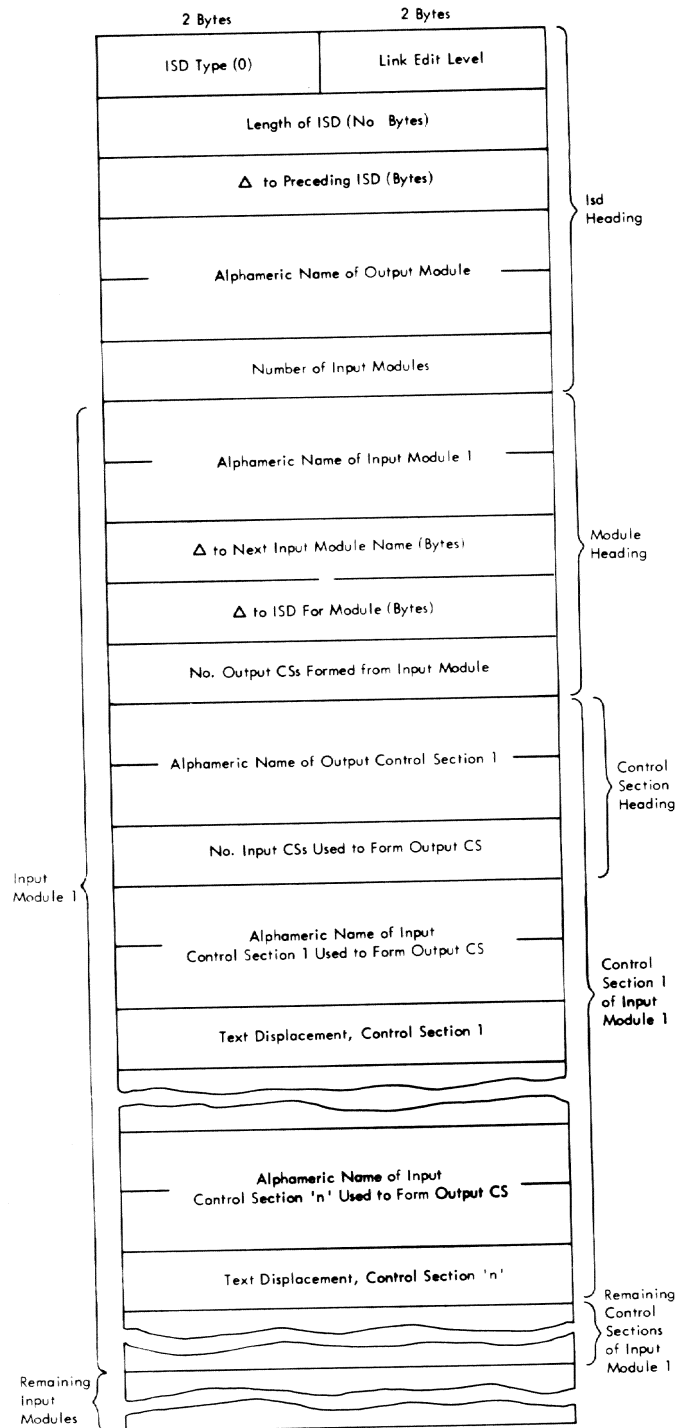 2 Bytes 2 Bytes
ISD Type (0) Link Edit Level
Length of ISD (No Bytes)
Δ to Preceding ISD (Bytes)
Isd
Heading
Alphameric Name of Output Module
Number of Input Modules
Alphameric Name of Input Module 1
Δ to Next Input Module Name (Bytes)
Module
Heading
Δ to ISD For Module (Bytes)
No. Output CSs Formed from Input Module
Alphameric Name of Output Control Section 1
Control
Section
Heading
No. Input CSs Used to Form Output CS
Input
Module 1
Alphameric Name of Input
Control Section 1 Used to Form Output CS
Control
Section 1
of Input
Module 1
Text Displacement, Control Section 1
Alphameric Name of Input
Control Section 'n' Used to Form Output CS
Text Displacement, Control Section 'n'
Remaining
Control
Sections
of Input
Module 1
Remaining
Input
Modules